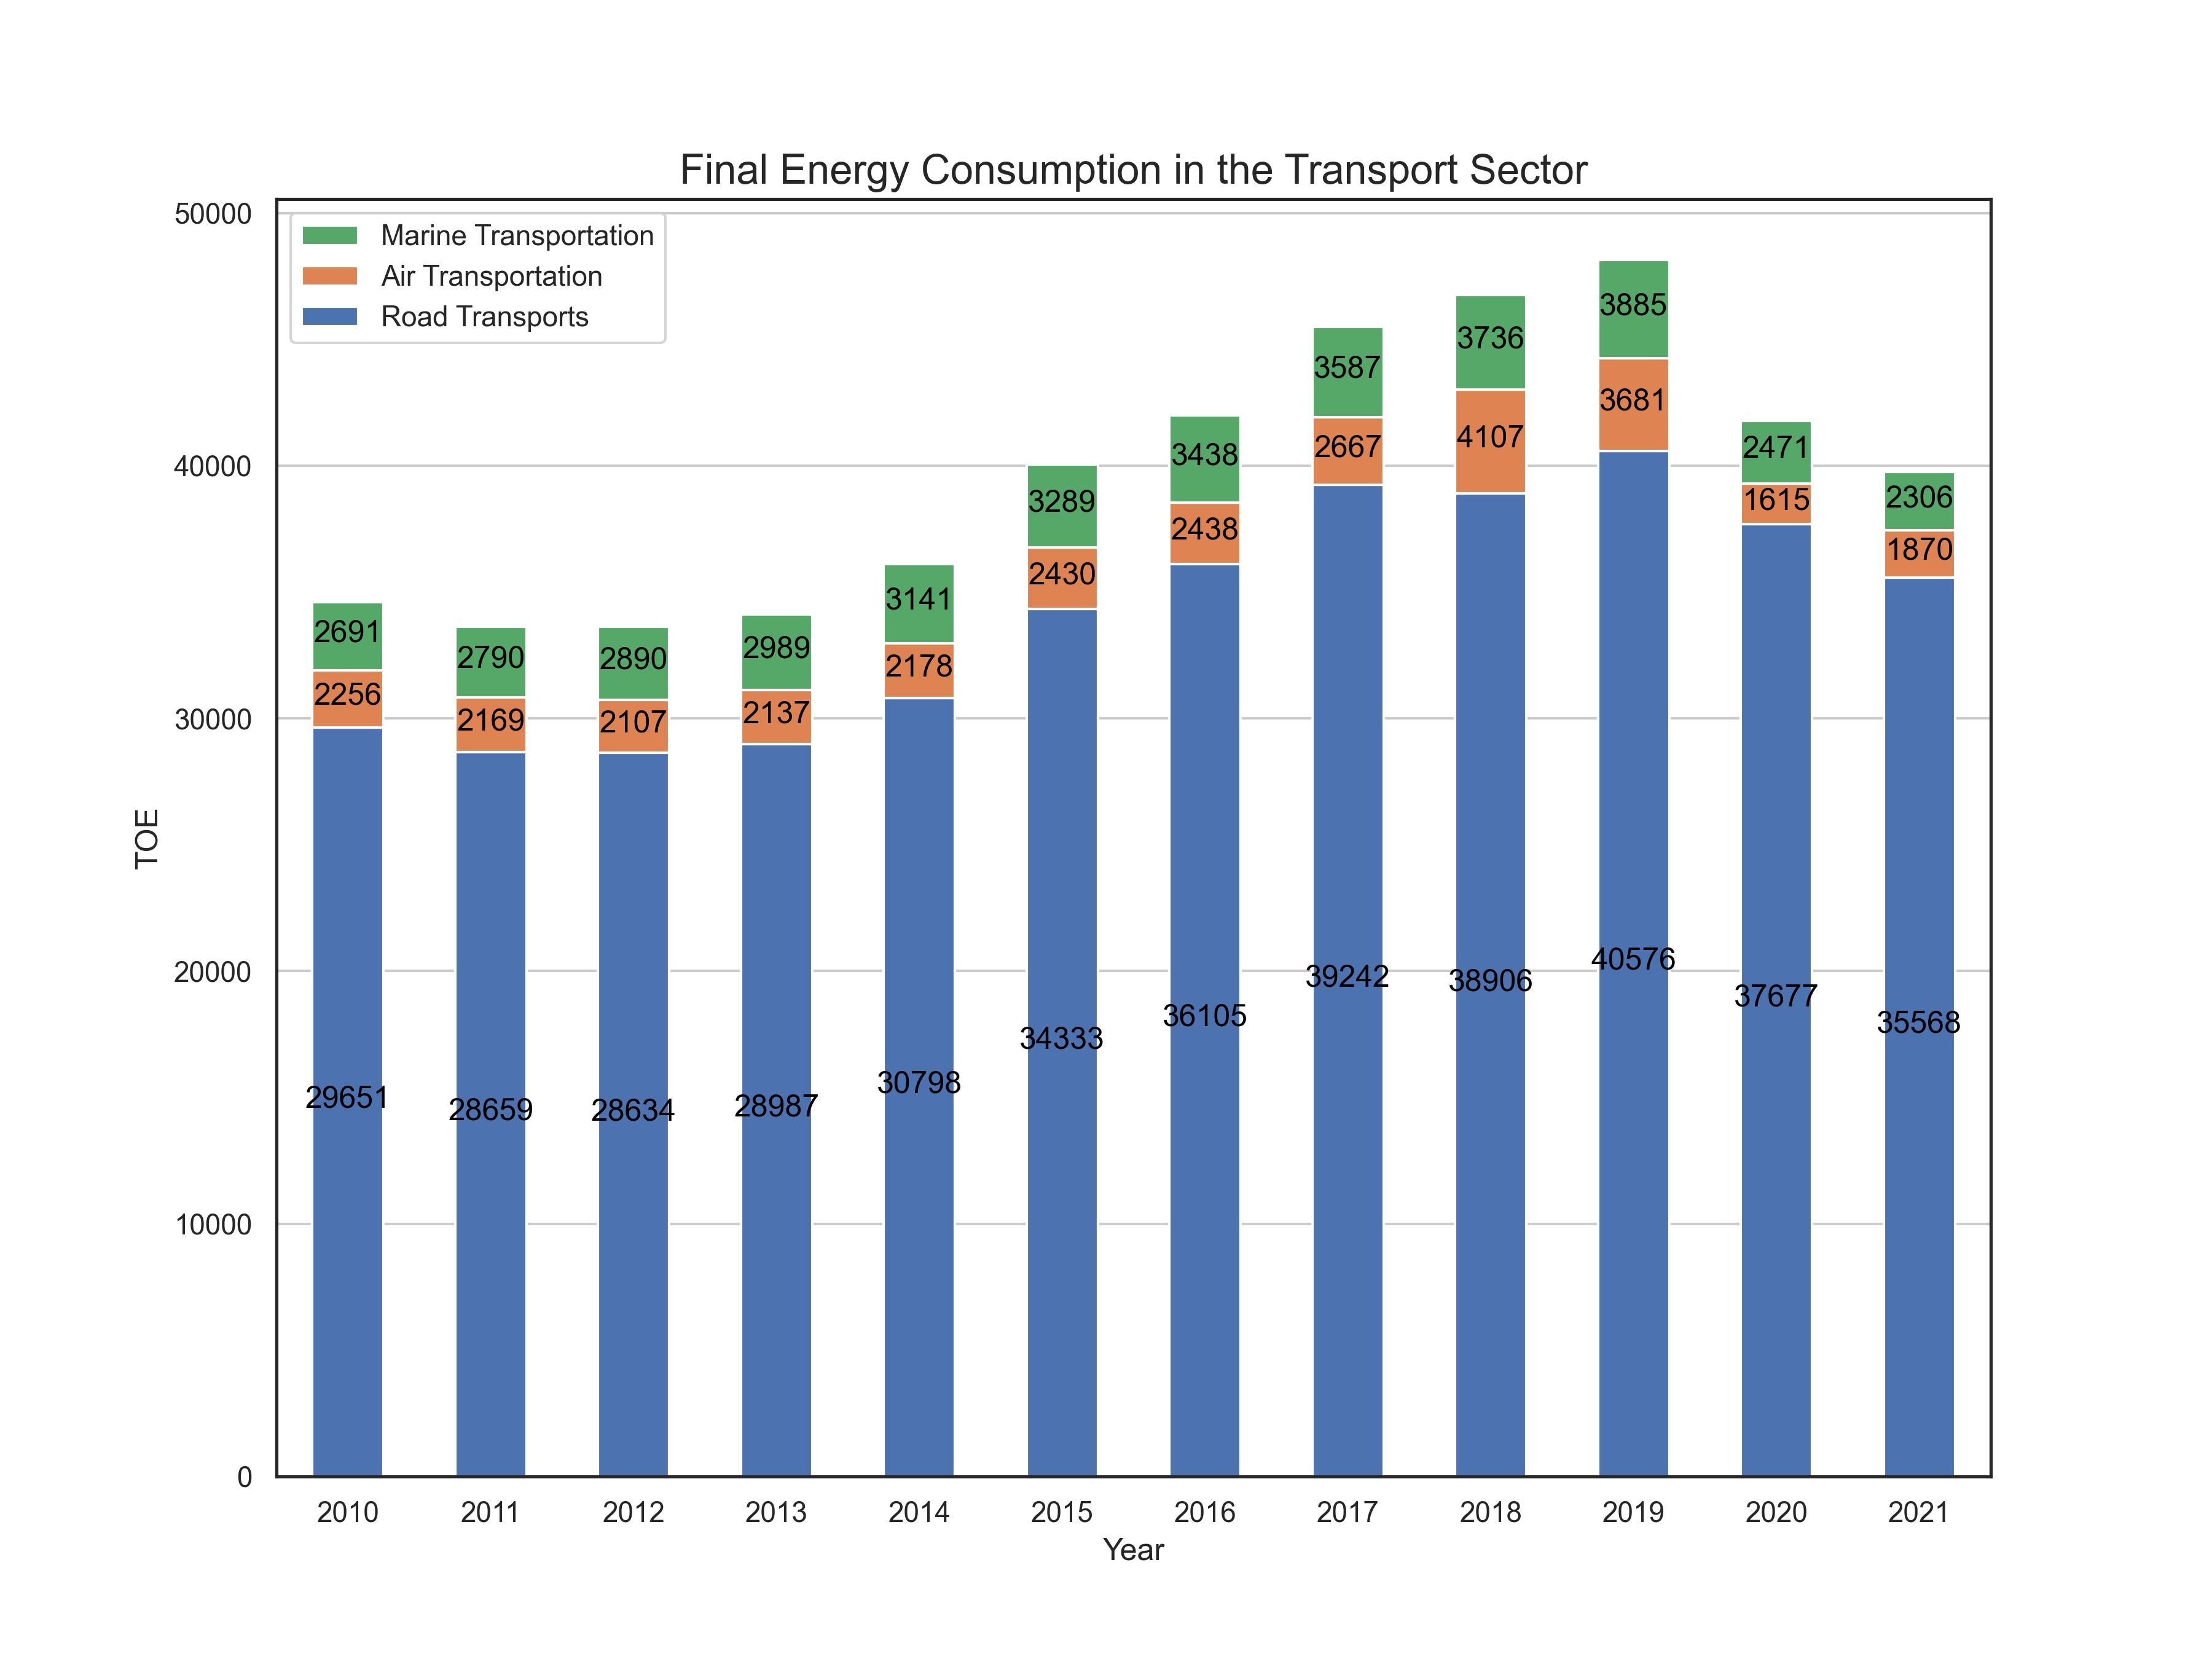 Final Energy Consumption in the Transport Sector
50000
40000
30000
20000
10000
0
TOE
Marine Transportation
Air Transportation
Road Transports
2691 2790 2890 2989 3141 3289 3438 3587 3736 3885 2471 2306
2256 2169 2107 2137 2178 2430 2438 2667 4107 3681 1615 1870
29651 28659 28634 28987 30798 34333 36105 39242 38906 40576 37677 35568
2010 2011 2012 2013 2014 2015 2016 2017 2018 2019 2020 2021
Year